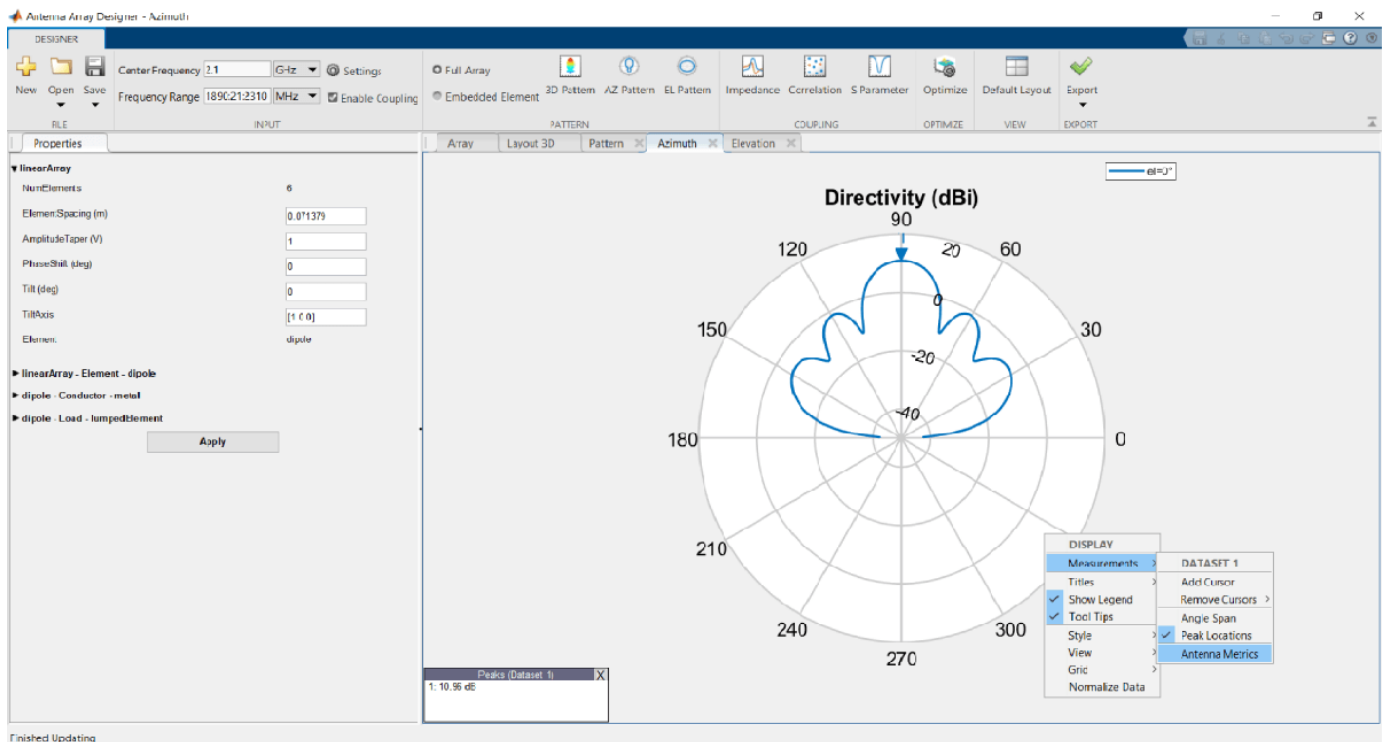 Antenna Array Designer - Azimuth
DESIGNER
New
Open
Save
FILE
Center Frequency 2.1 GHz
Settings
Frequency Range 1890:21:2310 MHz
Enable Coupling
INPUT
Full Array
Embedded Element
3D Pattern
AZ Pattern
EL Pattern
PATTERN
Impedance
Correlation
S Parameter
COUPLING
Optimize
OPTIMIZE
Default Layout
VIEW
Export
EXPORT
Properties
linearArray
NumElements 6
ElementSpacing (m) 0.071379
AmplitudeTaper (V) 1
PhaseShift (deg) 0
Tilt (deg) 0
TiltAxis [1 0 0]
Element dipole
linearArray - Element - dipole
dipole - Conductor - metal
dipole - Load - lumpedElement
Apply
Array
Layout 3D
Pattern
Azimuth
Elevation
el=0°
Directivity (dBi)
90
120
20
60
0
150
30
-20
-40
180
0
210
240
300
270
DISPLAY
Measurements
Titles
Show Legend
Tool Tips
Style
View
Grid
Normalize Data
DATASET 1
Add Cursor
Remove Cursors
Angle Span
Peak Locations
Antenna Metrics
Peaks (Dataset 1) X
1: 10.96 dB
Finished Updating